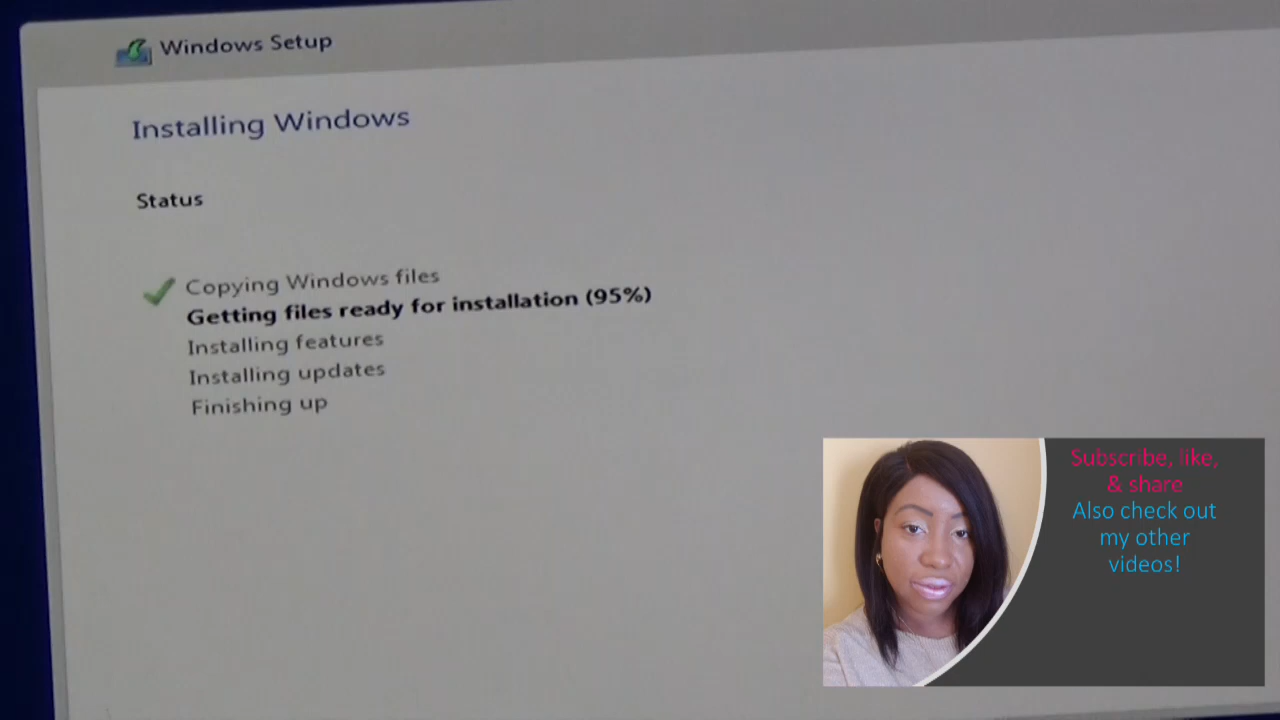 Windows Setup
Installing Windows
Status
Copying Windows files
Getting files ready for installation (95%)
Installing features
Installing updates
Finishing up
Subscribe, like,
& share
Also check out
my other
videos!